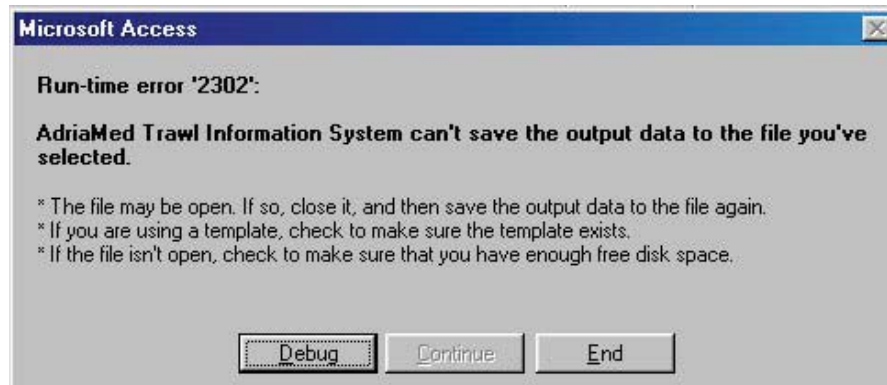 Microsoft Access
Run-time error '2302':
AdriaMed Trawl Information System can't save the output data to the file you've
selected.
* The file may be open. If so, close it, and then save the output data to the file again.
* If you are using a template, check to make sure the template exists.
* If the file isn't open, check to make sure that you have enough free disk space.
Debug Continue End